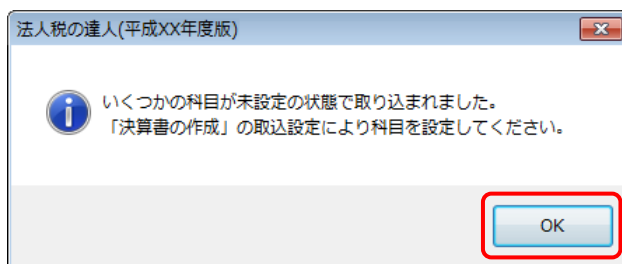 法人税の達人(平成XX年度版)
いくつかの科目が未設定の状態で取り込まれました。
「決算書の作成」の取込設定により科目を設定してください。
OK